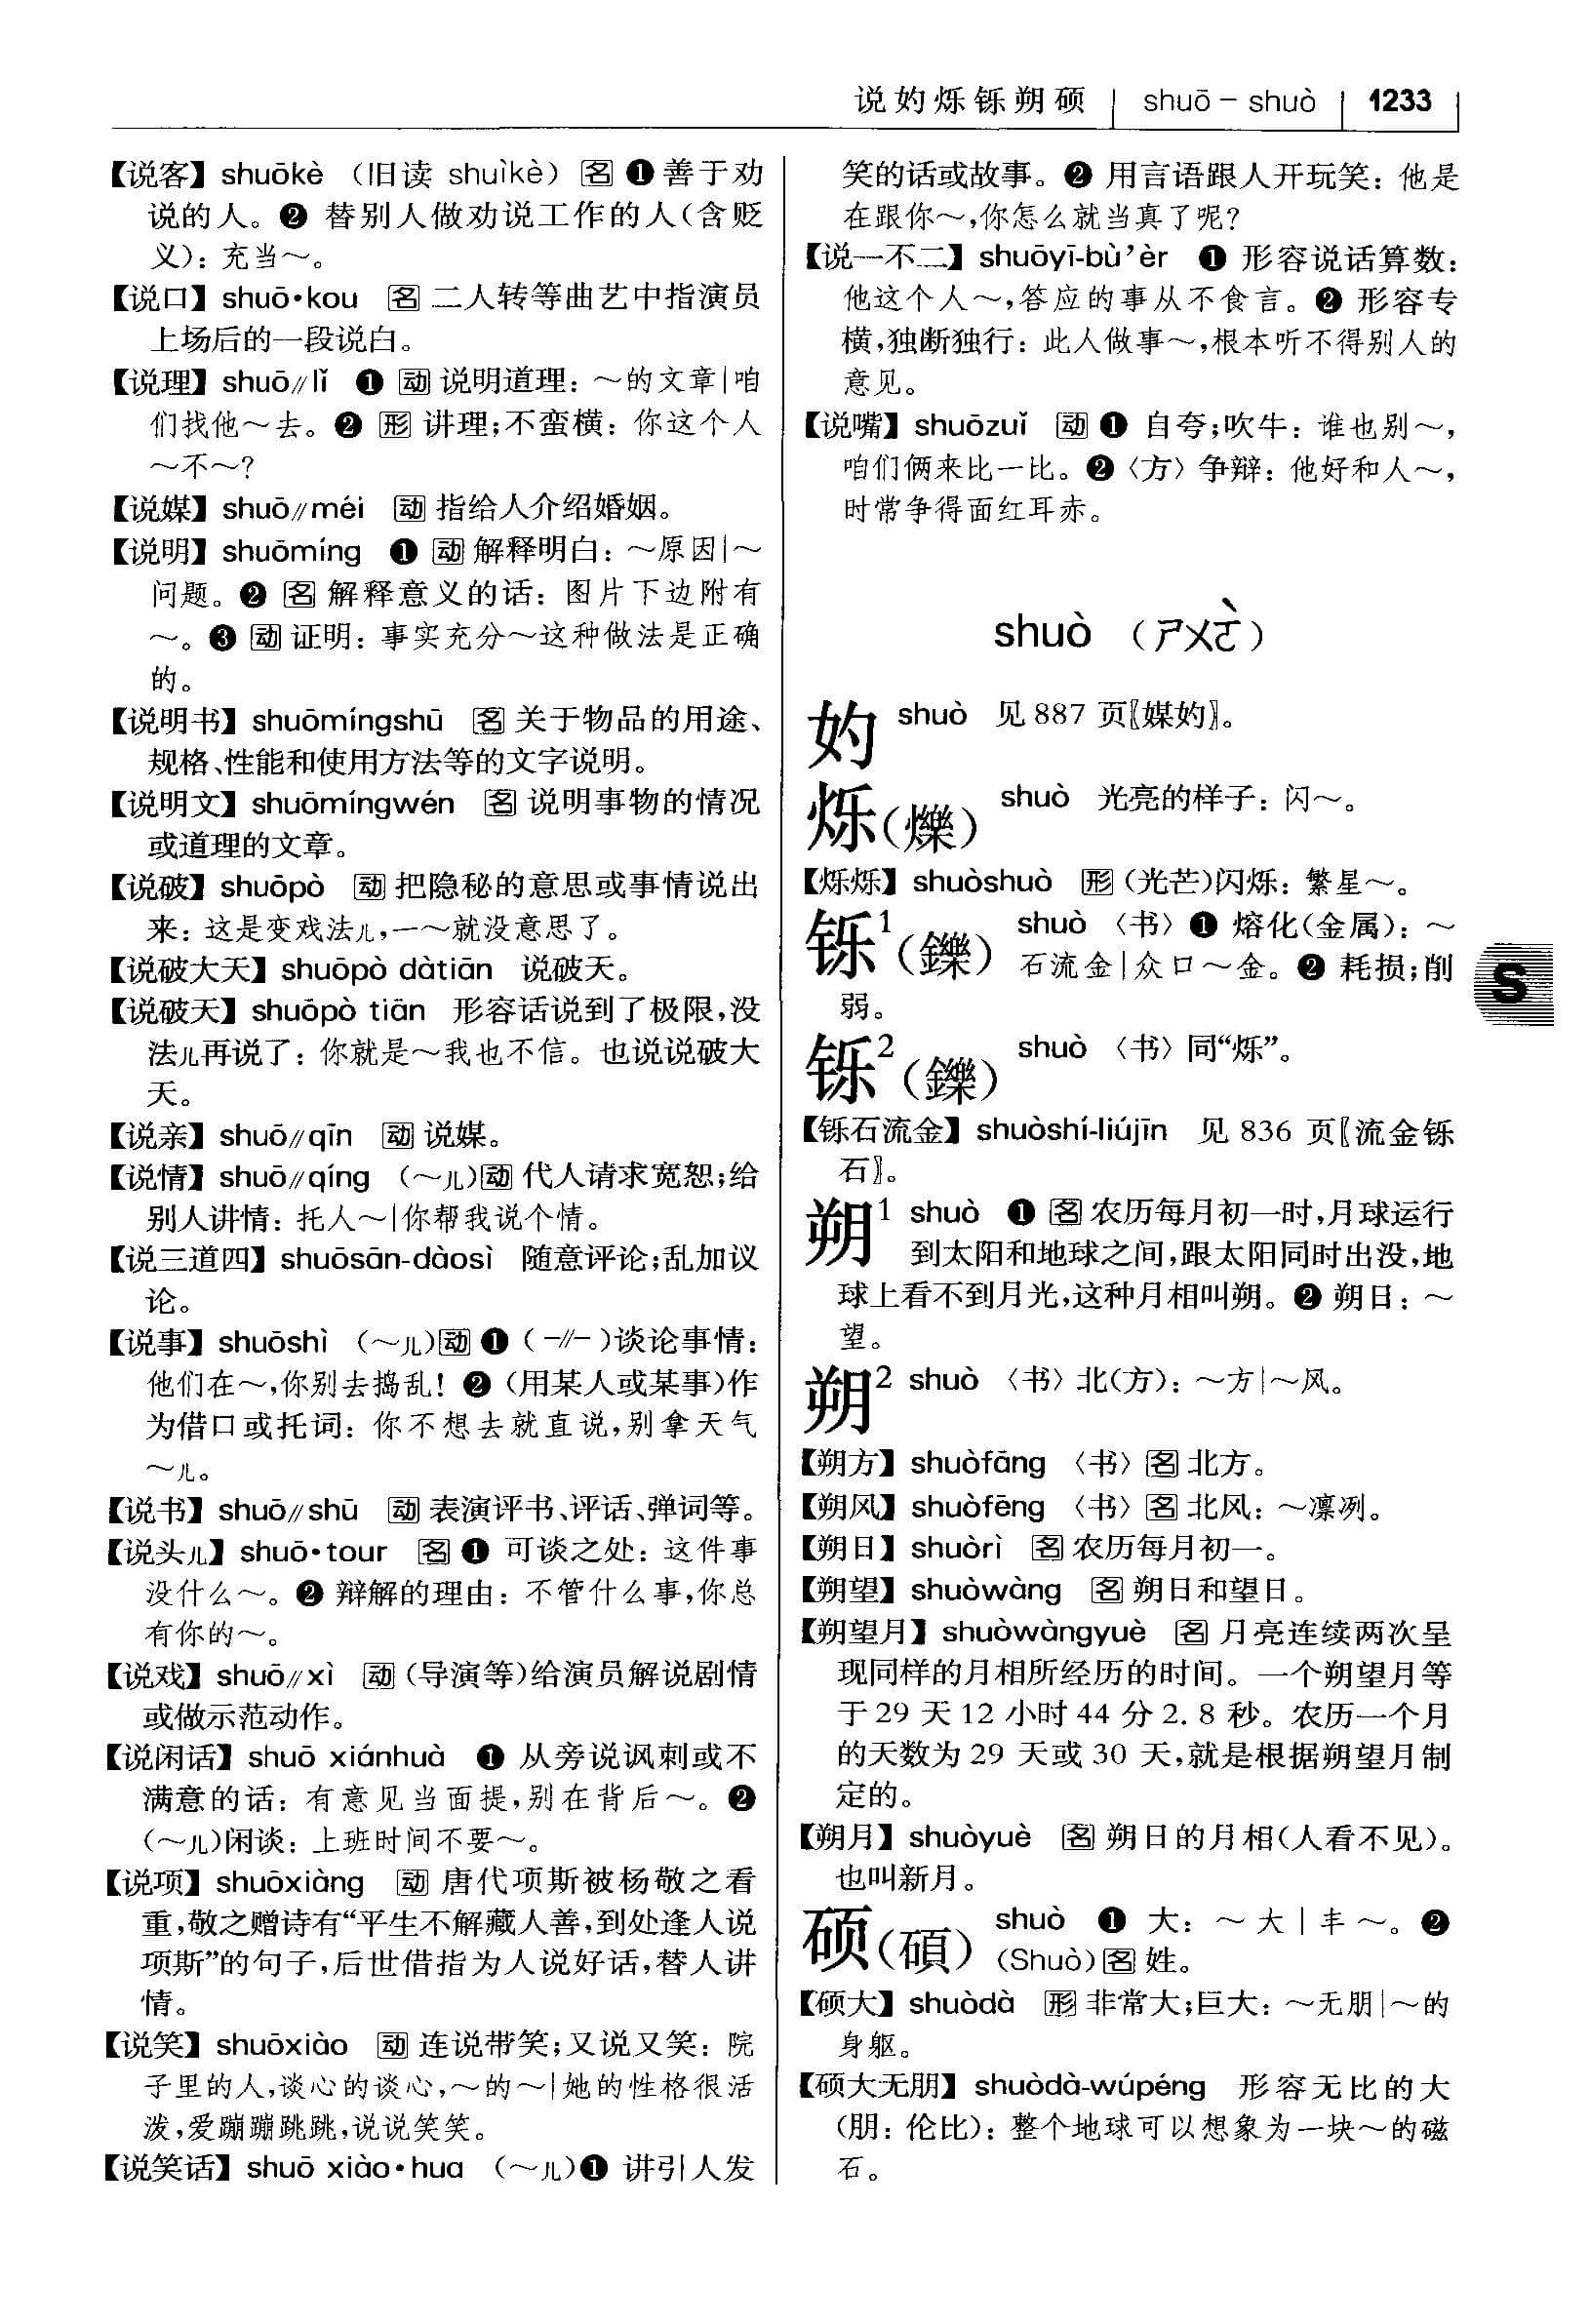 说妁烁铄朔硕 shuō – shuò 1233
【说客】shuōkè (旧读 shuìkè) 名 ❶善于劝
说的人。❷ 替别人做劝说工作的人(含贬
义):充当～。
【说口】shuō•kou 名 二人转等曲艺中指演员
上场后的一段说白。
【说理】shuō∥lǐ ❶ 动 说明道理:～的文章|咱
们找他～去。❷ 形 讲理;不蛮横:你这个人
～不～?
【说媒】shuō∥méi 动 指给人介绍婚姻。
【说明】shuōmíng ❶ 动 解释明白:～原因|～
问题。❷ 名 解释意义的话:图片下边附有
～。❸ 动 证明:事实充分～这种做法是正确
的。
【说明书】shuōmíngshū 名 关于物品的用途、
规格、性能和使用方法等的文字说明。
【说明文】shuōmíngwén 名 说明事物的情况
或道理的文章。
【说破】shuōpò 动 把隐秘的意思或事情说出
来:这是变戏法儿,一～就没意思了。
【说破大天】shuōpò dàtiān 说破天。
【说破天】shuōpò tiān 形容话说到了极限,没
法儿再说了:你就是～我也不信。也说说破大
天。
【说亲】shuō∥qīn 动 说媒。
【说情】shuō∥qíng (～儿)动 代人请求宽恕;给
别人讲情:托人～|你帮我说个情。
【说三道四】shuōsān-dàosì 随意评论;乱加议
论。
【说事】shuōshì (～儿)动 ❶ (-∥-)谈论事情:
他们在～,你别去捣乱! ❷ (用某人或某事)作
为借口或托词:你不想去就直说,别拿天气
～儿。
【说书】shuō∥shū 动 表演评书、评话、弹词等。
【说头儿】shuō•tour 名 ❶ 可谈之处:这件事
没什么～。❷ 辩解的理由:不管什么事,你总
有你的～。
【说戏】shuō∥xì 动 (导演等)给演员解说剧情
或做示范动作。
【说闲话】shuō xiánhuà ❶ 从旁说讽刺或不
满意的话:有意见当面提,别在背后～。❷
(～儿)闲谈:上班时间不要～。
【说项】shuōxiàng 动 唐代项斯被杨敬之看
重,敬之赠诗有“平生不解藏人善,到处逢人说
项斯”的句子,后世借指为人说好话,替人讲
情。
【说笑】shuōxiào 动 连说带笑;又说又笑:院
子里的人,谈心的谈心,～的～|她的性格很活
泼,爱蹦蹦跳跳,说说笑笑。
【说笑话】shuō xiào•hua (～儿)❶ 讲引人发
笑的话或故事。❷ 用言语跟人开玩笑:他是
在跟你～,你怎么就当真了呢?
【说一不二】shuōyī-bù’èr ❶ 形容说话算数:
他这个人～,答应的事从不食言。❷ 形容专
横,独断独行:此人做事～,根本听不得别人的
意见。
【说嘴】shuōzuǐ 动 ❶ 自夸;吹牛:谁也别～,
咱们俩来比一比。❷〈方〉争辩:他好和人～,
时常争得面红耳赤。
shuò (ㄕㄨㄛˋ)
妁 shuò 见 887 页〖媒妁〗。
烁(爍) shuò 光亮的样子:闪～。
【烁烁】shuòshuò 形 (光芒)闪烁:繁星～。
铄¹(鑠) shuò 〈书〉❶ 熔化(金属):～
石流金|众口～金。❷ 耗损;削
弱。
铄²(鑠) shuò 〈书〉同“烁”。
【铄石流金】shuòshí-liújīn 见 836 页〖流金铄
石〗。
朔¹ shuò ❶ 名 农历每月初一时,月球运行
到太阳和地球之间,跟太阳同时出没,地
球上看不到月光,这种月相叫朔。❷ 朔日:～
望。
朔² shuò 〈书〉北(方):～方|～风。
【朔方】shuòfāng 〈书〉名 北方。
【朔风】shuòfēng 〈书〉名 北风:～凛冽。
【朔日】shuòrì 名 农历每月初一。
【朔望】shuòwàng 名 朔日和望日。
【朔望月】shuòwàngyuè 名 月亮连续两次呈
现同样的月相所经历的时间。一个朔望月等
于 29 天 12 小时 44 分 2.8 秒。农历一个月
的天数为 29 天或 30 天,就是根据朔望月制
定的。
【朔月】shuòyuè 名 朔日的月相(人看不见)。
也叫新月。
硕(碩) shuò ❶ 大:～大|丰～。❷
(Shuò)名 姓。
【硕大】shuòdà 形 非常大;巨大:～无朋|～的
身躯。
【硕大无朋】shuòdà-wúpéng 形容无比的大
(朋:伦比):整个地球可以想象为一块～的磁
石。
S